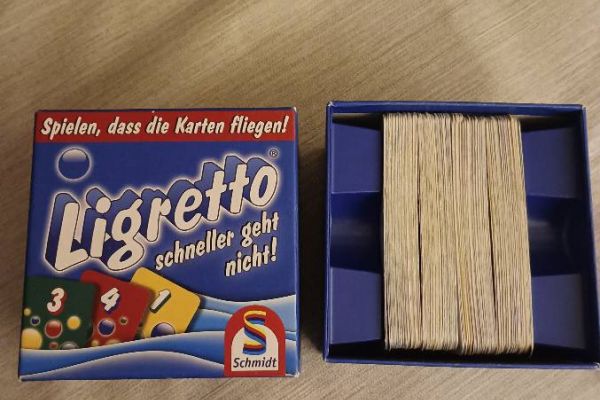 Spielen, dass die Karten fliegen!
Ligretto®
schneller geht
nicht!
3 4 1
S
Schmidt